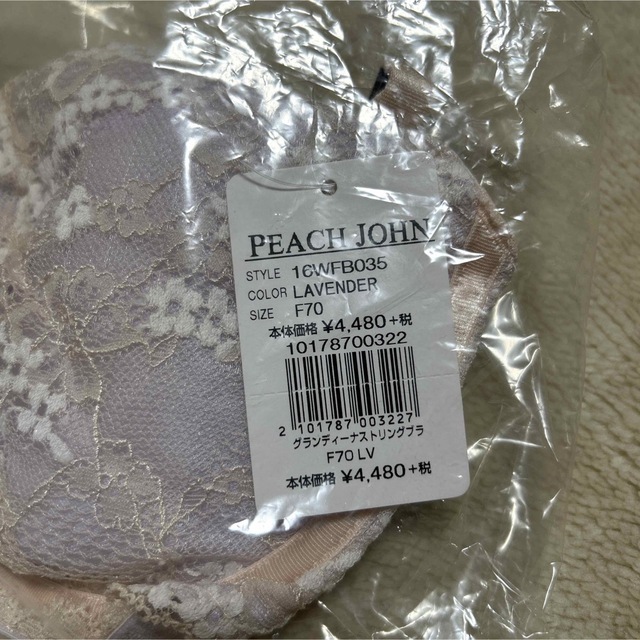 PEACH JOHN
STYLE 16WFB035
COLOR LAVENDER
SIZE F70
本体価格 ¥4,480+税
10178700322
2 101787 003227
グランディーナストリングブラ
F70 LV
本体価格 ¥4,480+税